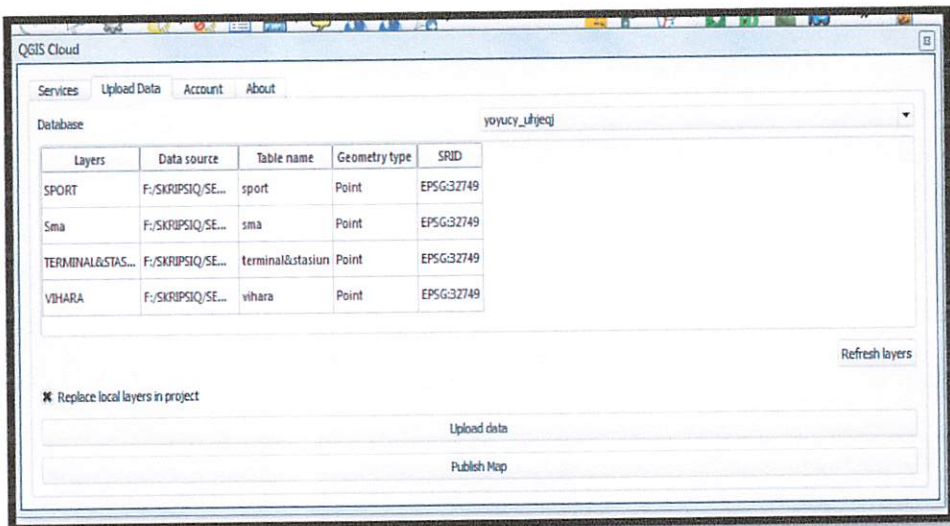 QGIS Cloud
Services Upload Data Account About
Database yoyucy_uhjeqj
Layers Data source Table name Geometry type SRID
SPORT F:/SKRIPSIQ/SE... sport Point EPSG:32749
Sma F:/SKRIPSIQ/SE... sma Point EPSG:32749
TERMINAL&STAS... F:/SKRIPSIQ/SE... terminal&stasiun Point EPSG:32749
VIHARA F:/SKRIPSIQ/SE... vihara Point EPSG:32749
Refresh layers
Replace local layers in project
Upload data
Publish Map